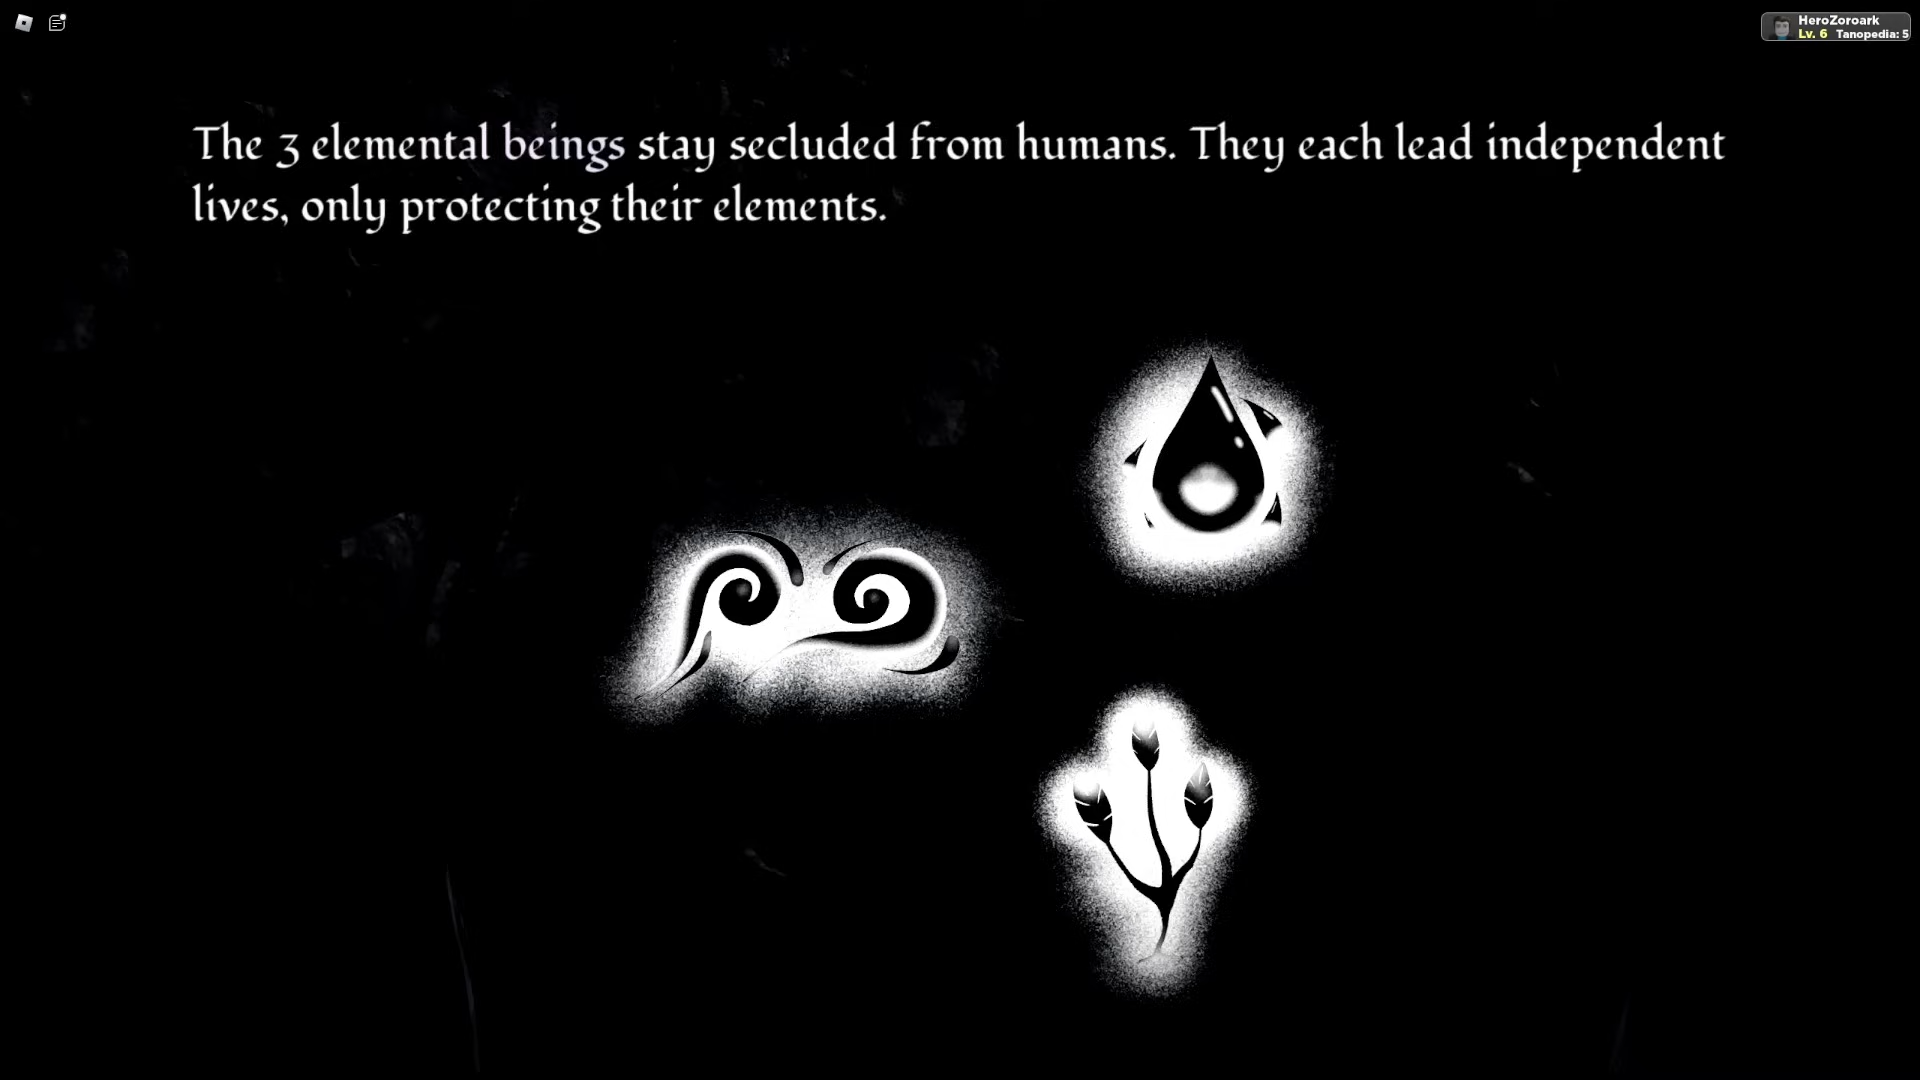 HeroZoroark
Lv. 6 Tanopedia: 5
The 3 elemental beings stay secluded from humans. They each lead independent
lives, only protecting their elements.